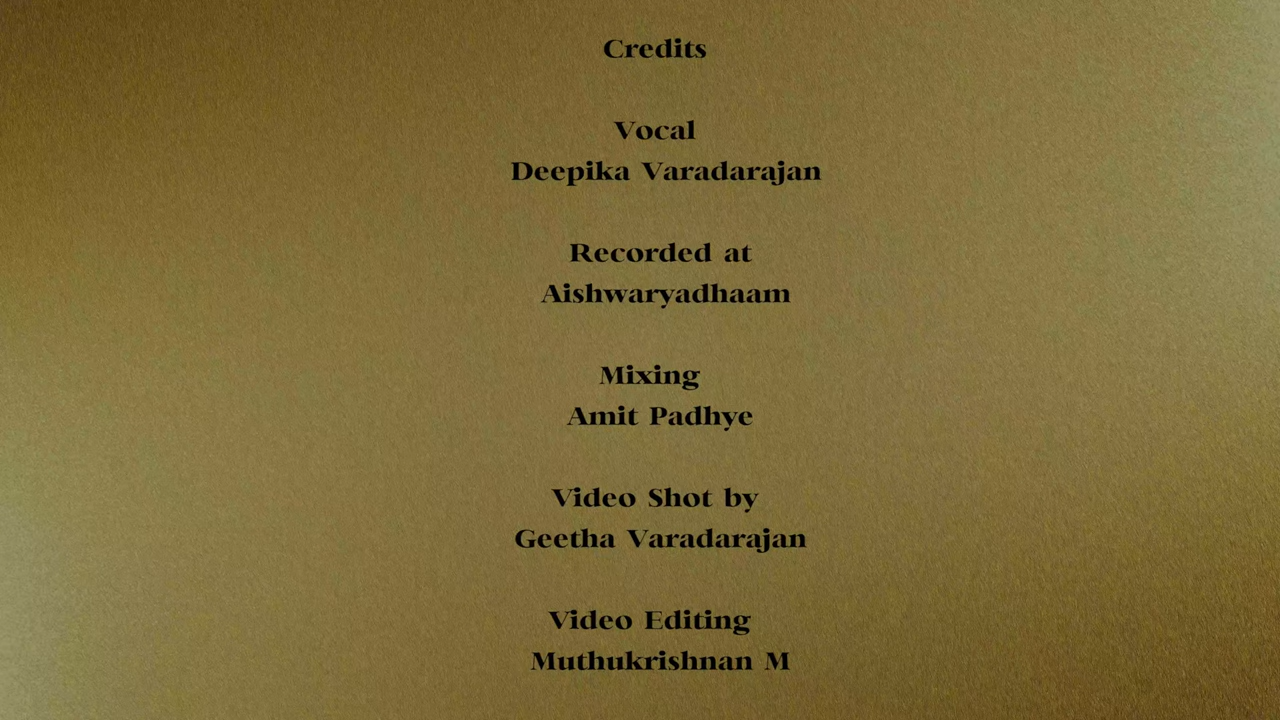 Credits
Vocal
Deepika Varadarajan
Recorded at
Aishwaryadhaam
Mixing
Amit Padhye
Video Shot by
Geetha Varadarajan
Video Editing
Muthukrishnan M